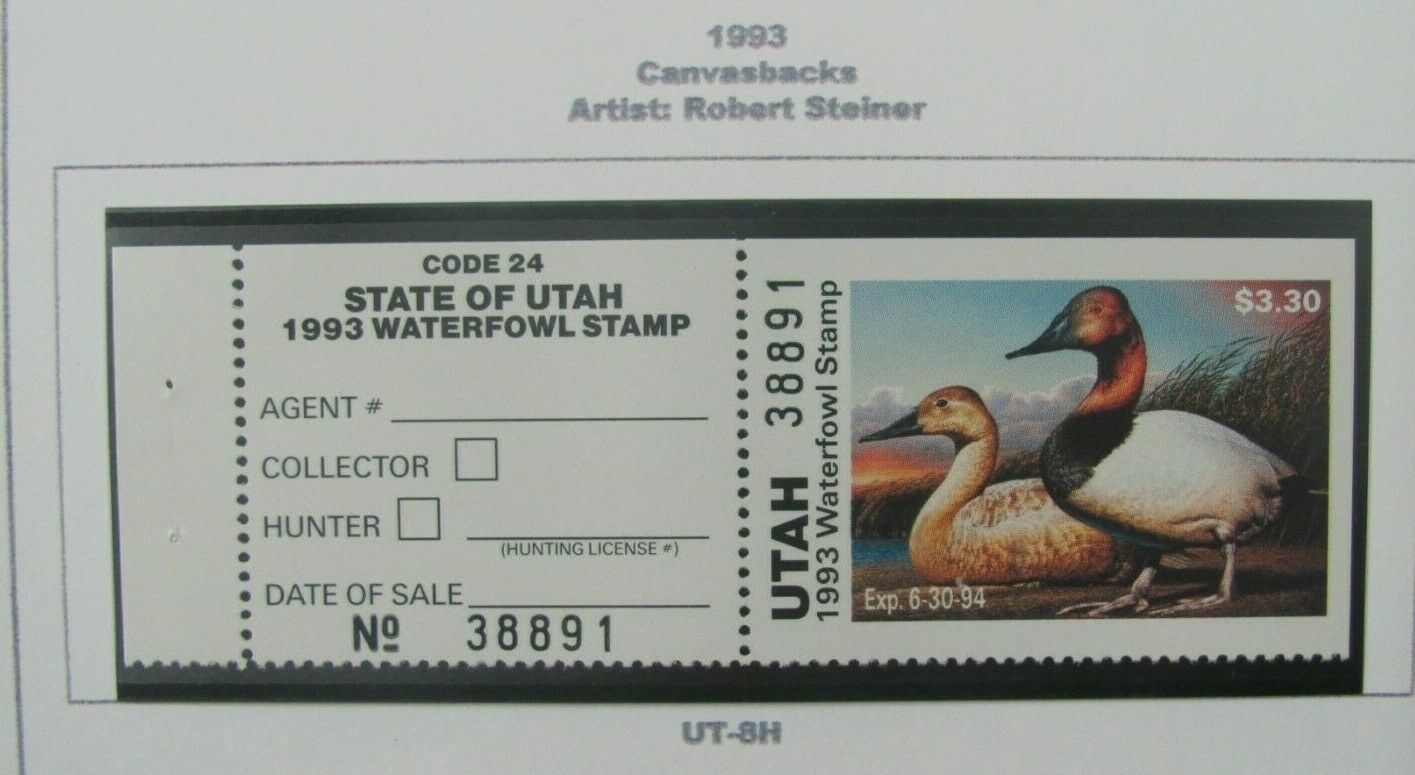 1993
Canvasbacks
Artist: Robert Steiner
CODE 24
STATE OF UTAH
1993 WATERFOWL STAMP
AGENT #
COLLECTOR
HUNTER
(HUNTING LICENSE #)
DATE OF SALE
No 38891
UTAH 38891
1993 Waterfowl Stamp
$3.30
Exp. 6-30-94
UT-8H